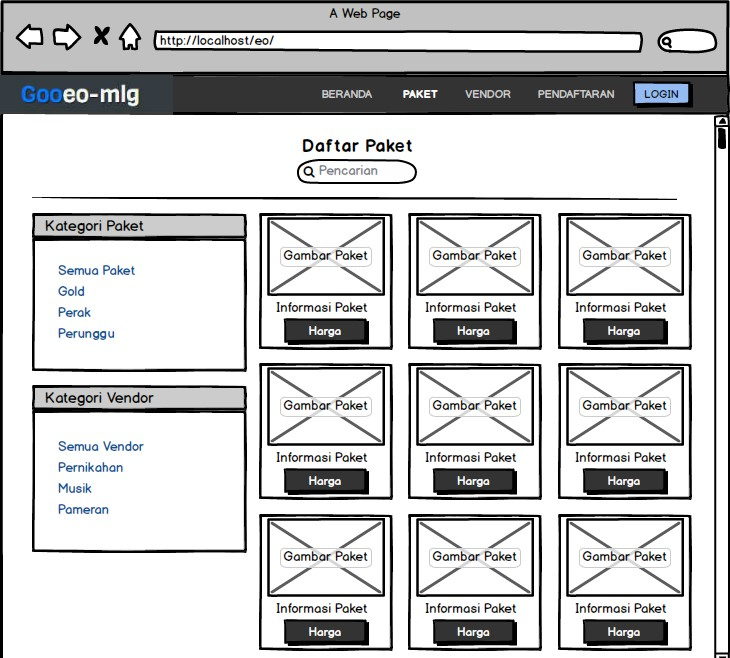 A Web Page
http://localhost/eo/
Gooeo-mlg
BERANDA PAKET VENDOR PENDAFTARAN LOGIN
Daftar Paket
Pencarian
Kategori Paket
Semua Paket
Gold
Perak
Perunggu
Kategori Vendor
Semua Vendor
Pernikahan
Musik
Pameran
Gambar Paket Gambar Paket Gambar Paket
Informasi Paket Informasi Paket Informasi Paket
Harga Harga Harga
Gambar Paket Gambar Paket Gambar Paket
Informasi Paket Informasi Paket Informasi Paket
Harga Harga Harga
Gambar Paket Gambar Paket Gambar Paket
Informasi Paket Informasi Paket Informasi Paket
Harga Harga Harga